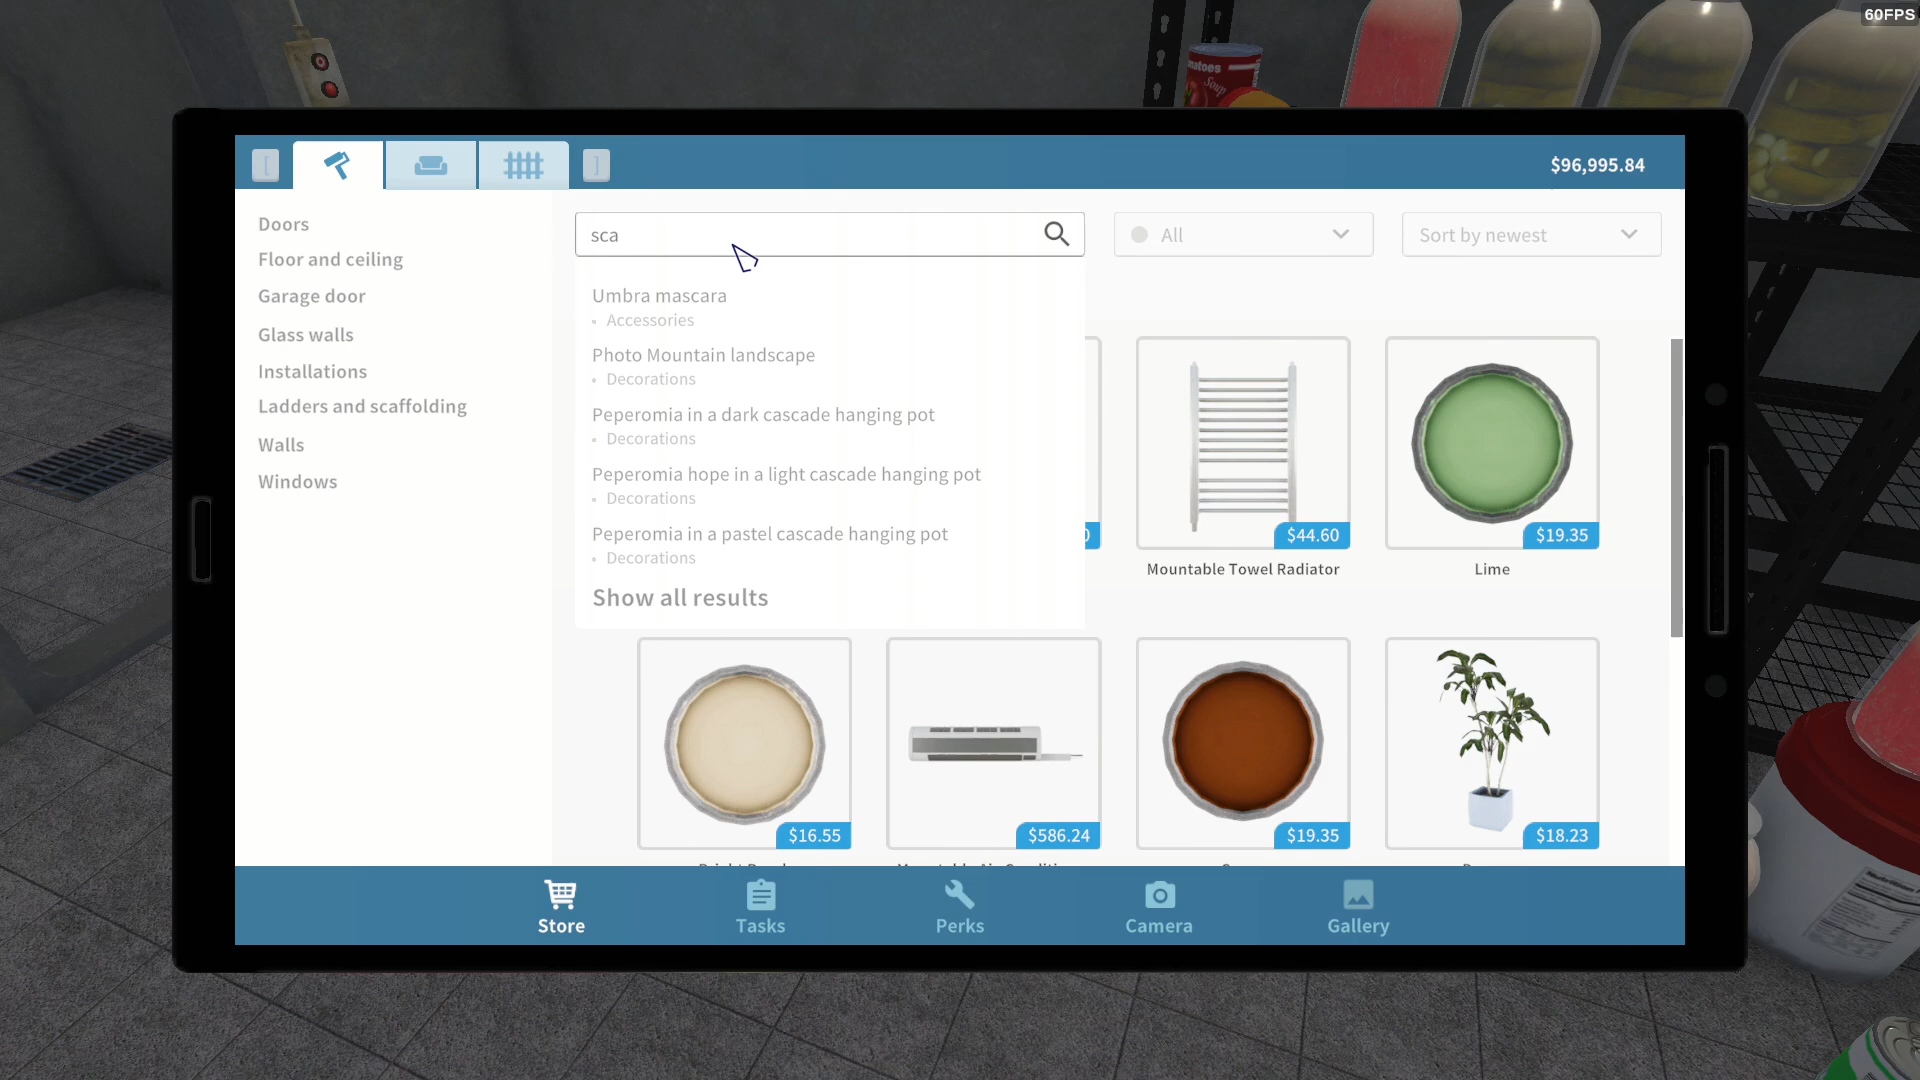 60FPS
atoes
Soup
[
]
$96,995.84
Doors
Floor and ceiling
Garage door
Glass walls
Installations
Ladders and scaffolding
Walls
Windows
sca
All
Sort by newest
Umbra mascara
• Accessories
Photo Mountain landscape
• Decorations
Peperomia in a dark cascade hanging pot
• Decorations
Peperomia hope in a light cascade hanging pot
• Decorations
Peperomia in a pastel cascade hanging pot
• Decorations
Show all results
0
$44.60
$19.35
Mountable Towel Radiator
Lime
$16.55
$586.24
$19.35
$18.23
Store
Tasks
Perks
Camera
Gallery